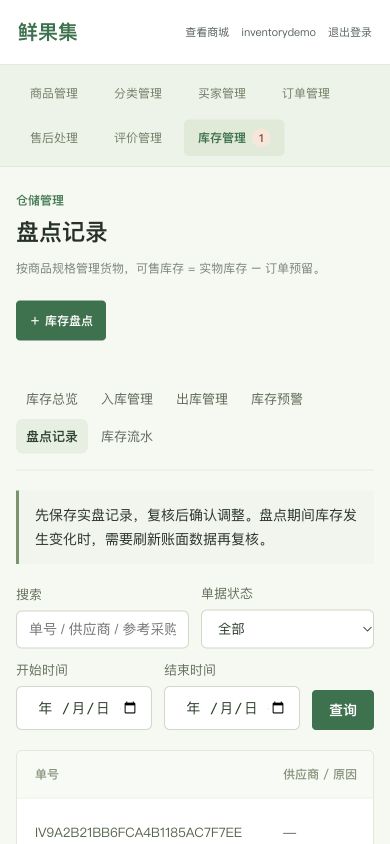 鲜果集
查看商城 inventorydemo 退出登录
商品管理 分类管理 买家管理 订单管理
售后处理 评价管理 库存管理 1
仓储管理
盘点记录
按商品规格管理货物，可售库存 = 实物库存 − 订单预留。
+ 库存盘点
库存总览 入库管理 出库管理 库存预警
盘点记录 库存流水
先保存实盘记录，复核后确认调整。盘点期间库存发
生变化时，需要刷新账面数据再复核。
搜索 单据状态
单号 / 供应商 / 参考采购 全部
开始时间 结束时间
年 /月/日 年 /月/日 查询
单号 供应商 / 原因
IV9A2B21BB6FCA4B1185AC7F7EE —